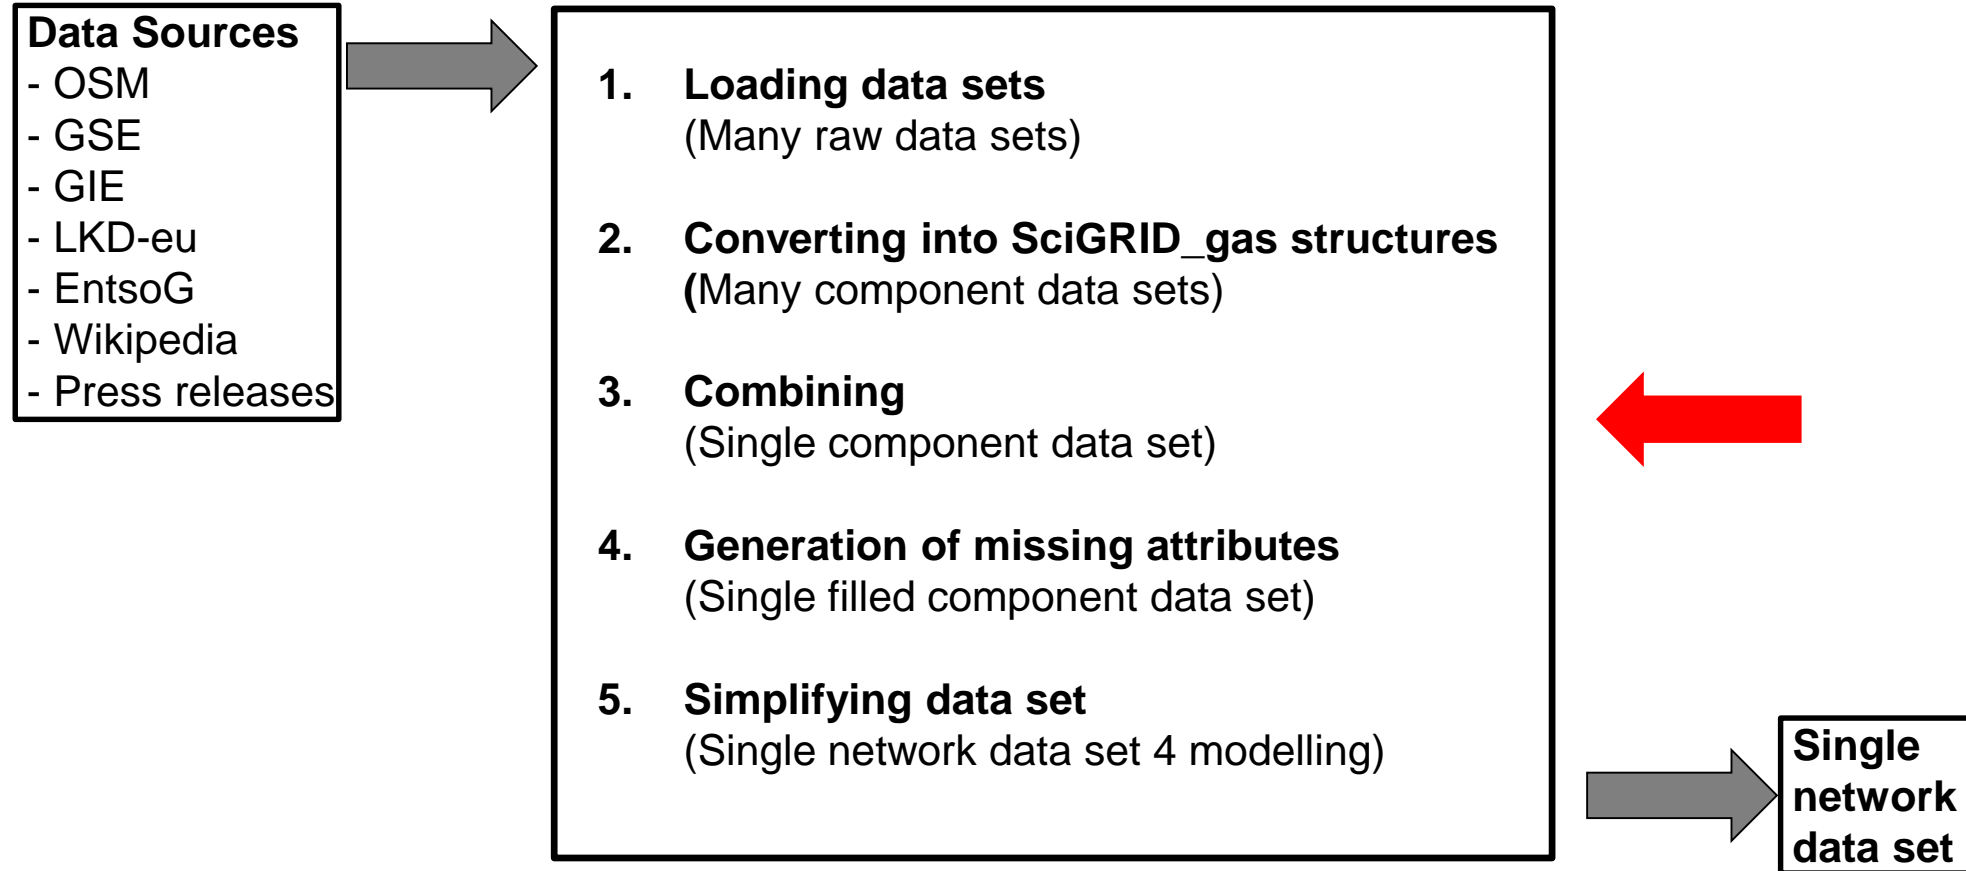 Data Sources
- OSM
- GSE
- GIE
- LKD-eu
- EntsoG
- Wikipedia
- Press releases
1. Loading data sets
(Many raw data sets)
2. Converting into SciGRID_gas structures
(Many component data sets)
3. Combining
(Single component data set)
4. Generation of missing attributes
(Single filled component data set)
5. Simplifying data set
(Single network data set 4 modelling)
Single
network
data set